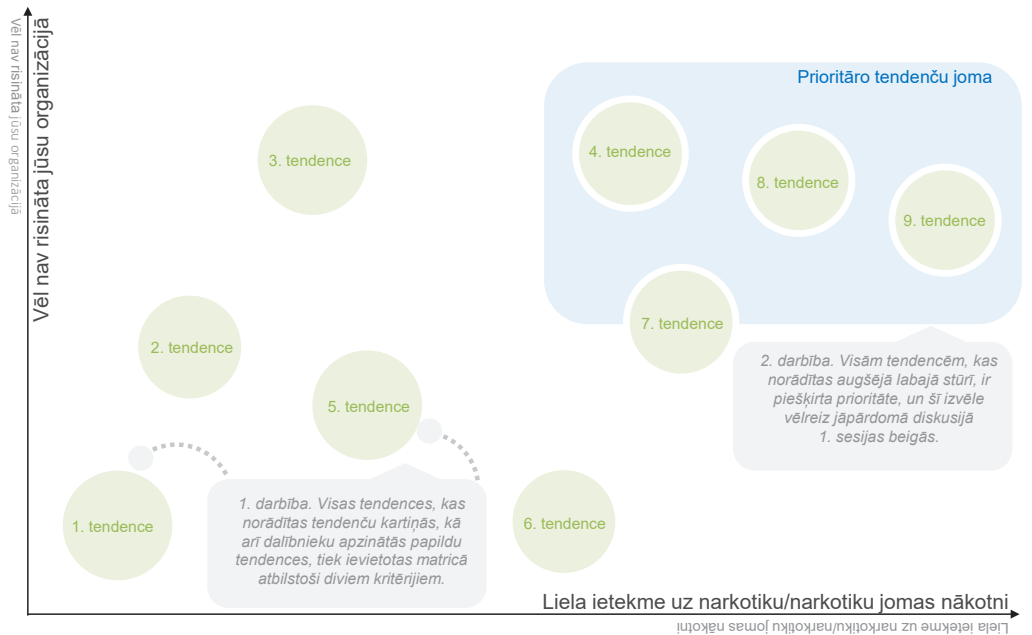 Vēl nav risināta jūsu organizācijā
Vēl nav risināta jūsu organizācijā
Prioritāro tendenču joma
3. tendence
4. tendence
8. tendence
9. tendence
2. tendence
7. tendence
5. tendence
2. darbība. Visām tendencēm, kas
norādītas augšējā labajā stūrī, ir
piešķirta prioritāte, un šī izvēle
vēlreiz jāpārdomā diskusijā
1. sesijas beigās.
1. tendence
1. darbība. Visas tendences, kas
norādītas tendenču kartiņās, kā
arī dalībnieku apzinātās papildu
tendences, tiek ievietotas matricā
atbilstoši diviem kritērijiem.
6. tendence
Liela ietekme uz narkotiku/narkotiku jomas nākotni
Liela ietekme uz narkotiku/narkotiku jomas nākotni